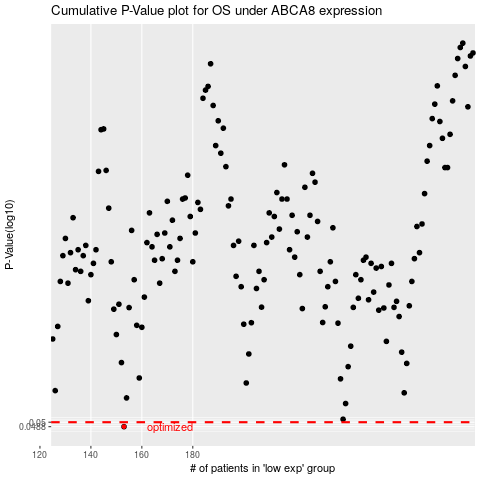 Cumulative P-Value plot for OS under ABCA8 expression
P-Value(log10)
0.05
0.0488
optimized
120 140 160 180
# of patients in 'low exp' group